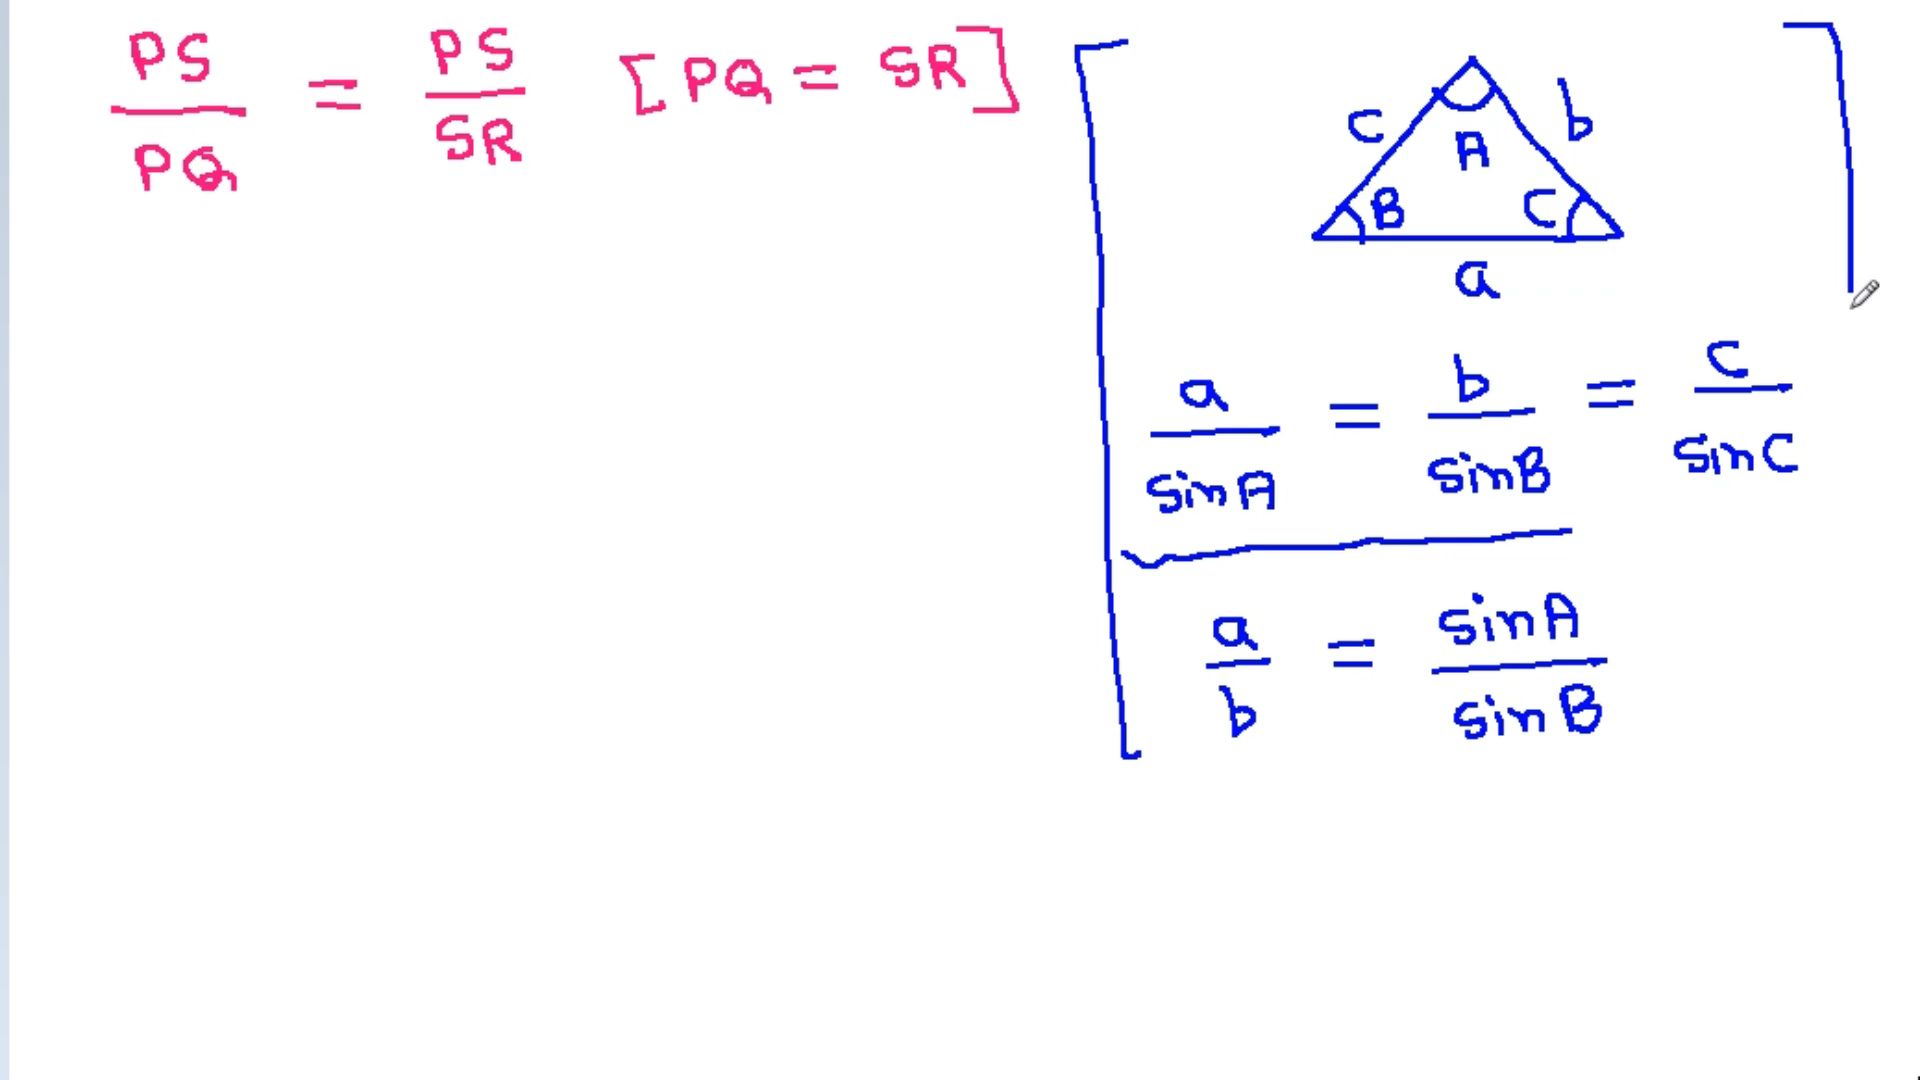 PS/PQ = PS/SR [PQ = SR]
c b
A
B C
a
a/sinA = b/sinB = c/sinC
a/b = sinA/sinB